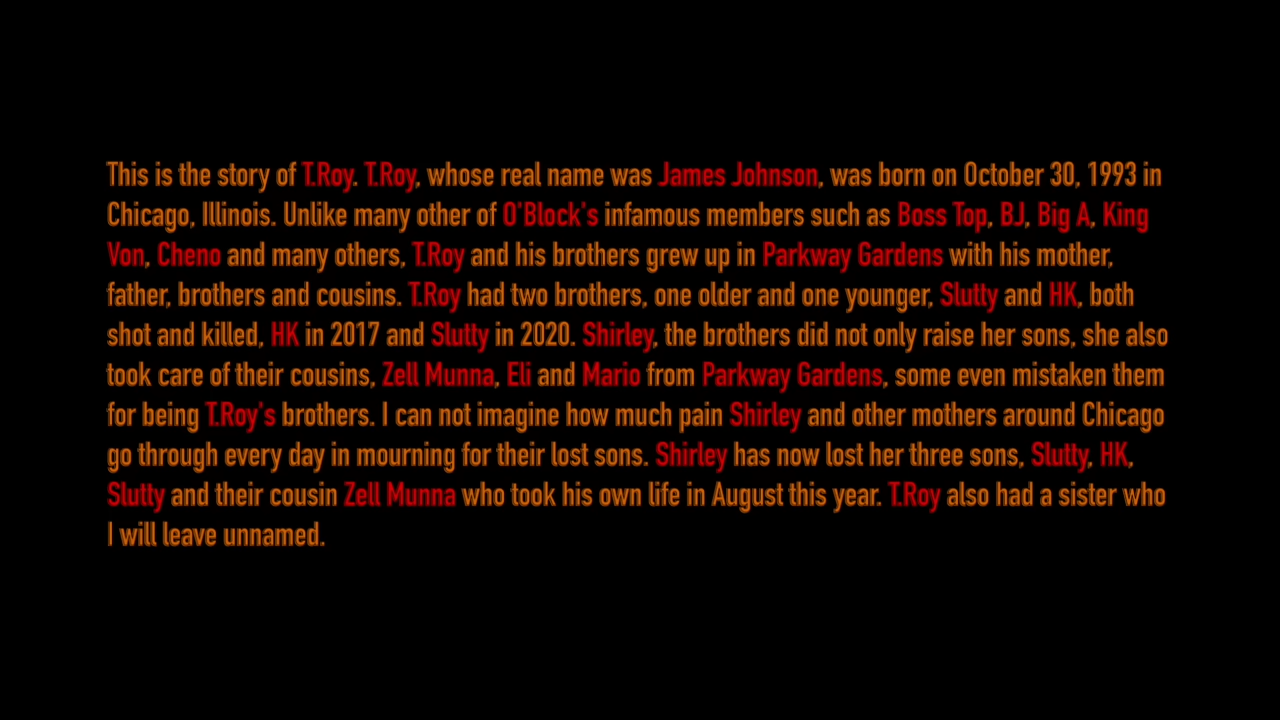 This is the story of T.Roy. T.Roy, whose real name was James Johnson, was born on October 30, 1993 in
Chicago, Illinois. Unlike many other of O'Block's infamous members such as Boss Top, BJ, Big A, King
Von, Cheno and many others, T.Roy and his brothers grew up in Parkway Gardens with his mother,
father, brothers and cousins. T.Roy had two brothers, one older and one younger, Slutty and HK, both
shot and killed, HK in 2017 and Slutty in 2020. Shirley, the brothers did not only raise her sons, she also
took care of their cousins, Zell Munna, Eli and Mario from Parkway Gardens, some even mistaken them
for being T.Roy's brothers. I can not imagine how much pain Shirley and other mothers around Chicago
go through every day in mourning for their lost sons. Shirley has now lost her three sons, Slutty, HK,
Slutty and their cousin Zell Munna who took his own life in August this year. T.Roy also had a sister who
I will leave unnamed.